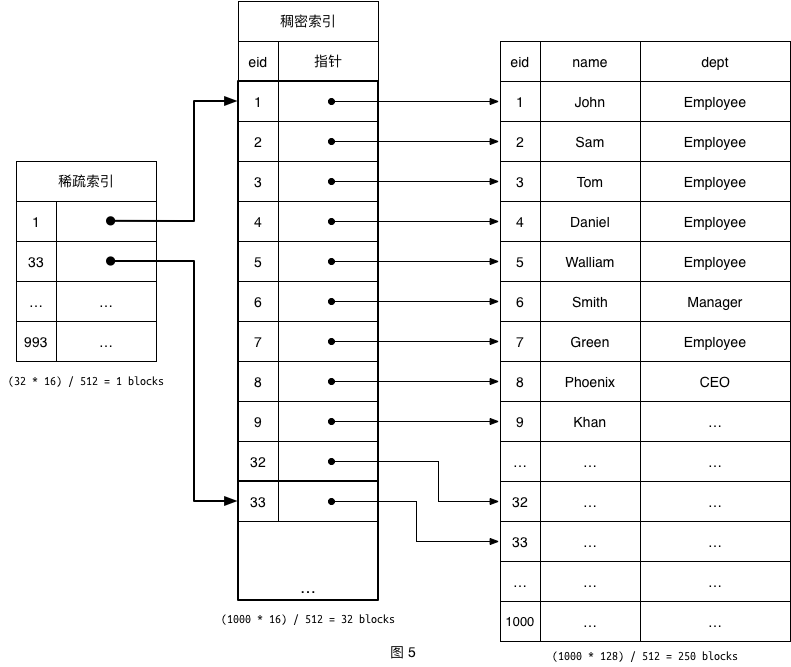 稀疏索引
1
33
… …
993 …
(32 * 16) / 512 = 1 blocks
稠密索引
eid 指针
1
2
3
4
5
6
7
8
9
32
33
…
(1000 * 16) / 512 = 32 blocks
eid name dept
1 John Employee
2 Sam Employee
3 Tom Employee
4 Daniel Employee
5 Walliam Employee
6 Smith Manager
7 Green Employee
8 Phoenix CEO
9 Khan …
… … …
32 … …
33 … …
… … …
1000 … …
(1000 * 128) / 512 = 250 blocks
图 5